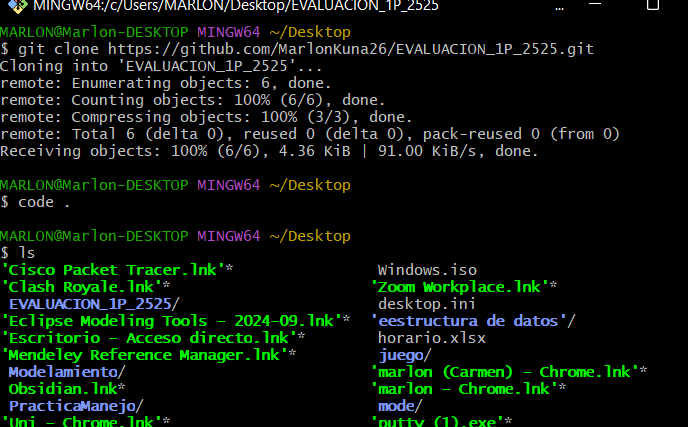 MINGW64:/c/Users/MARLON/Desktop/EVALUACION_1P_2525
MARLON@Marlon-DESKTOP MINGW64 ~/Desktop
$ git clone https://github.com/MarlonKuna26/EVALUACION_1P_2525.git
Cloning into 'EVALUACION_1P_2525'...
remote: Enumerating objects: 6, done.
remote: Counting objects: 100% (6/6), done.
remote: Compressing objects: 100% (3/3), done.
remote: Total 6 (delta 0), reused 0 (delta 0), pack-reused 0 (from 0)
Receiving objects: 100% (6/6), 4.36 KiB | 91.00 KiB/s, done.
MARLON@Marlon-DESKTOP MINGW64 ~/Desktop
$ code .
MARLON@Marlon-DESKTOP MINGW64 ~/Desktop
$ ls
'Cisco Packet Tracer.lnk'* Windows.iso
'Clash Royale.lnk'* 'Zoom Workplace.lnk'*
EVALUACION_1P_2525/ desktop.ini
'Eclipse Modeling Tools - 2024-09.lnk'* 'eestructura de datos'/
'Escritorio - Acceso directo.lnk'* horario.xlsx
'Mendeley Reference Manager.lnk'* juego/
Modelamiento/ 'marlon (Carmen) - Chrome.lnk'*
Obsidian.lnk* 'marlon - Chrome.lnk'*
PracticaManejo/ mode/
'Uni - Chrome.lnk'* 'putty (1).exe'*